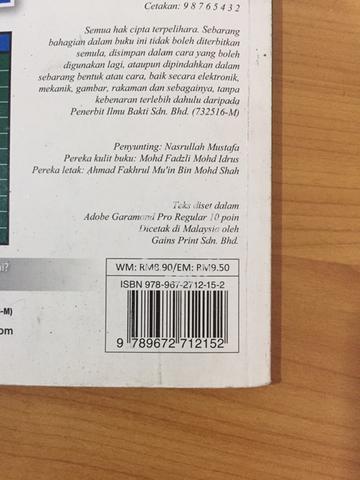 Cetakan: 9 8 7 6 5 4 3 2
Semua hak cipta terpelihara. Sebarang
bahagian dalam buku ini tidak boleh diterbitkan
semula, disimpan dalam cara yang boleh
digunakan lagi, ataupun dipindahkan dalam
sebarang bentuk atau cara, baik secara elektronik,
mekanik, gambar, rakaman dan sebagainya, tanpa
kebenaran terlebih dahulu daripada
Penerbit Ilmu Bakti Sdn. Bhd. (732516-M)
Penyunting: Nasrullah Mustafa
Pereka kulit buku: Mohd Fadzli Mohd Idrus
Pereka letak: Ahmad Fakhrul Mu'in Bin Mohd Shah
Teks diset dalam
Adobe Garamond Pro Regular 10 poin
Dicetak di Malaysia oleh
Gains Print Sdn. Bhd.
WM: RM8.90/EM: RM9.50
ISBN 978-967-2712-15-2
-M)
om
9 789672 712152